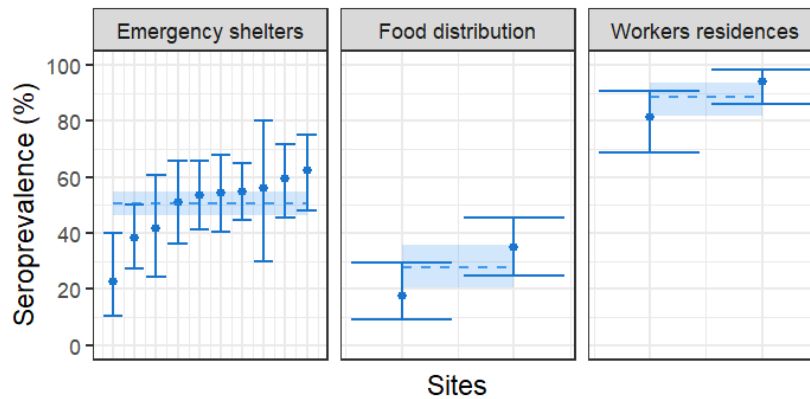 Emergency shelters
Food distribution
Workers residences
Seroprevalence (%)
100
80
60
40
20
0
Sites